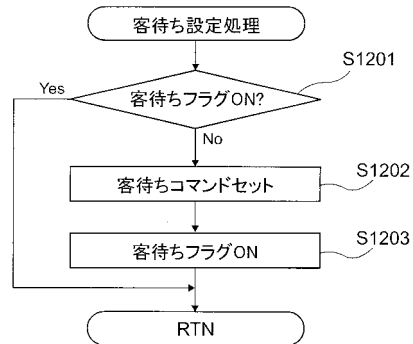 客待ち設定処理
S1201
Yes
客待ちフラグON?
No
S1202
客待ちコマンドセット
S1203
客待ちフラグON
RTN